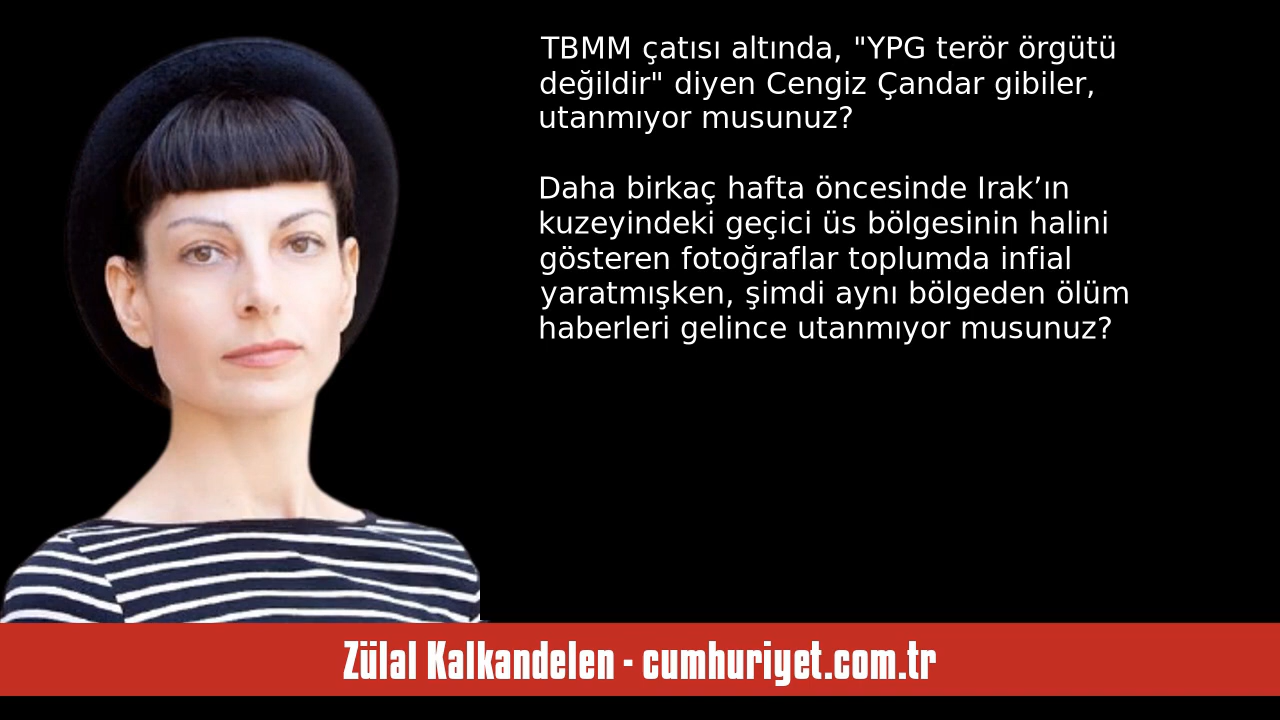 TBMM çatısı altında, "YPG terör örgütü
değildir" diyen Cengiz Çandar gibiler,
utanmıyor musunuz?
Daha birkaç hafta öncesinde Irak’ın
kuzeyindeki geçici üs bölgesinin halini
gösteren fotoğraflar toplumda infial
yaratmışken, şimdi aynı bölgeden ölüm
haberleri gelince utanmıyor musunuz?
Zülal Kalkandelen - cumhuriyet.com.tr